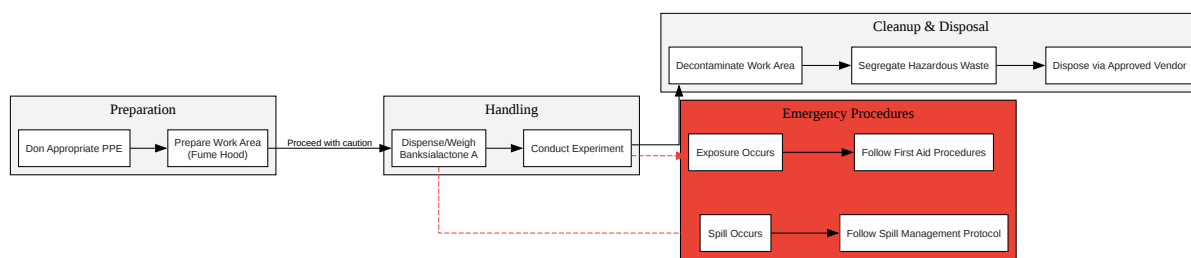 Preparation
Don Appropriate PPE
Prepare Work Area
(Fume Hood)
Proceed with caution
Handling
Dispense/Weigh
Banksialactone A
Conduct Experiment
Cleanup & Disposal
Decontaminate Work Area
Segregate Hazardous Waste
Dispose via Approved Vendor
Emergency Procedures
Exposure Occurs
Follow First Aid Procedures
Spill Occurs
Follow Spill Management Protocol